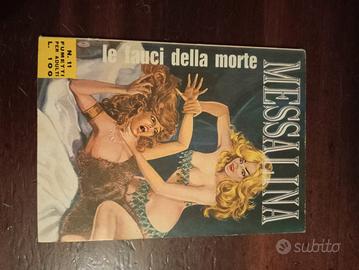 le fauci della morte
MESSALINA
N. 11
FUMETTI
PER ADULTI
L. 100
subito